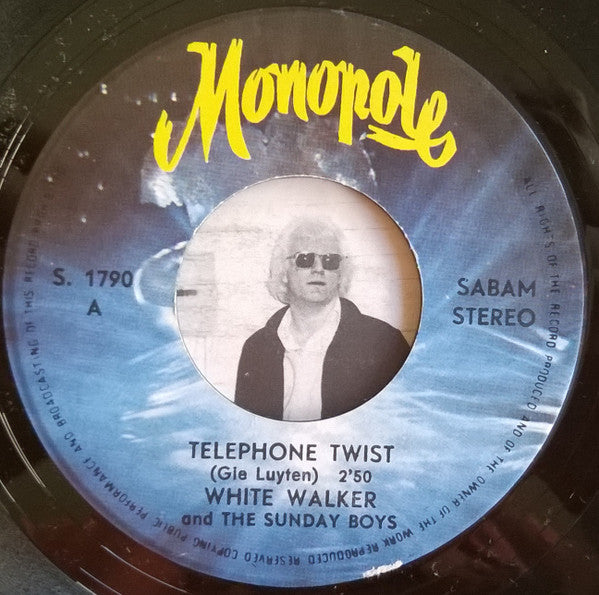 Monopole
S. 1790
A
SABAM
STEREO
TELEPHONE TWIST
(Gie Luyten) 2'50
WHITE WALKER
and THE SUNDAY BOYS
ALL RIGHTS OF THE RECORD PRODUCED AND OF THE OWNER OF THE WORK REPRODUCED RESERVED COPYING PUBLIC PERFORMANCE AND BROADCASTING OF THIS RECORD